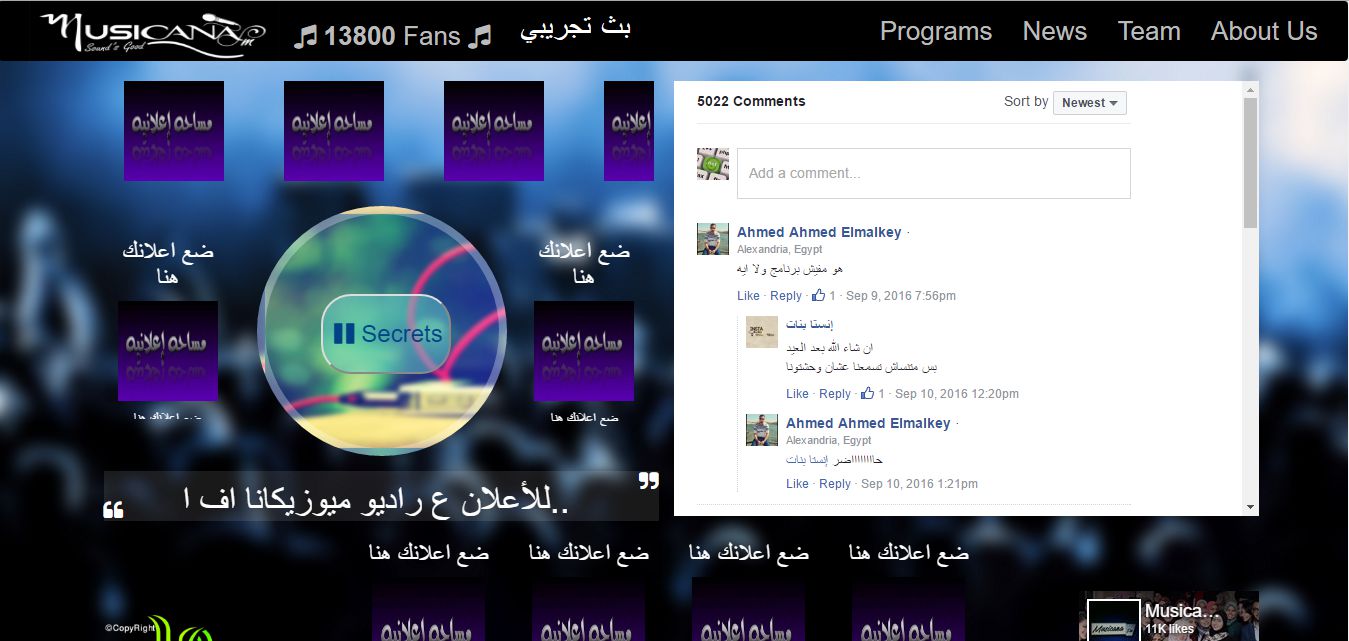 MUSICANA Fm
Sound's Good
13800 Fans
بث تجريبي
Programs
News
Team
About Us
مساحه إعلانيه
مساحه إعلانيه
مساحه إعلانيه
إعلانيه
ضع اعلانك
هنا
مساحه إعلانيه
ضع اعلانك هنا
Secrets
ضع اعلانك
هنا
مساحه إعلانيه
ضع اعلانك هنا
للأعلان ع راديو ميوزيكانا اف ا..
5022 Comments
Sort by Newest
Add a comment...
Ahmed Ahmed Elmalkey ·
Alexandria, Egypt
هو مفيش برنامج ولا ايه
Like · Reply · 1 · Sep 9, 2016 7:56pm
إنستا بنات
ان شاء الله بعد العيد
بس متنساش تسمعنا عشان وحشتونا
Like · Reply · 1 · Sep 10, 2016 12:20pm
Ahmed Ahmed Elmalkey ·
Alexandria, Egypt
إنستا بنات حااااااااضر
Like · Reply · Sep 10, 2016 1:21pm
ضع اعلانك هنا
ضع اعلانك هنا
ضع اعلانك هنا
ضع اعلانك هنا
مساحه إعلانيه
مساحه إعلانيه
مساحه إعلانيه
مساحه إعلانيه
©CopyRight
Musica...
11K likes